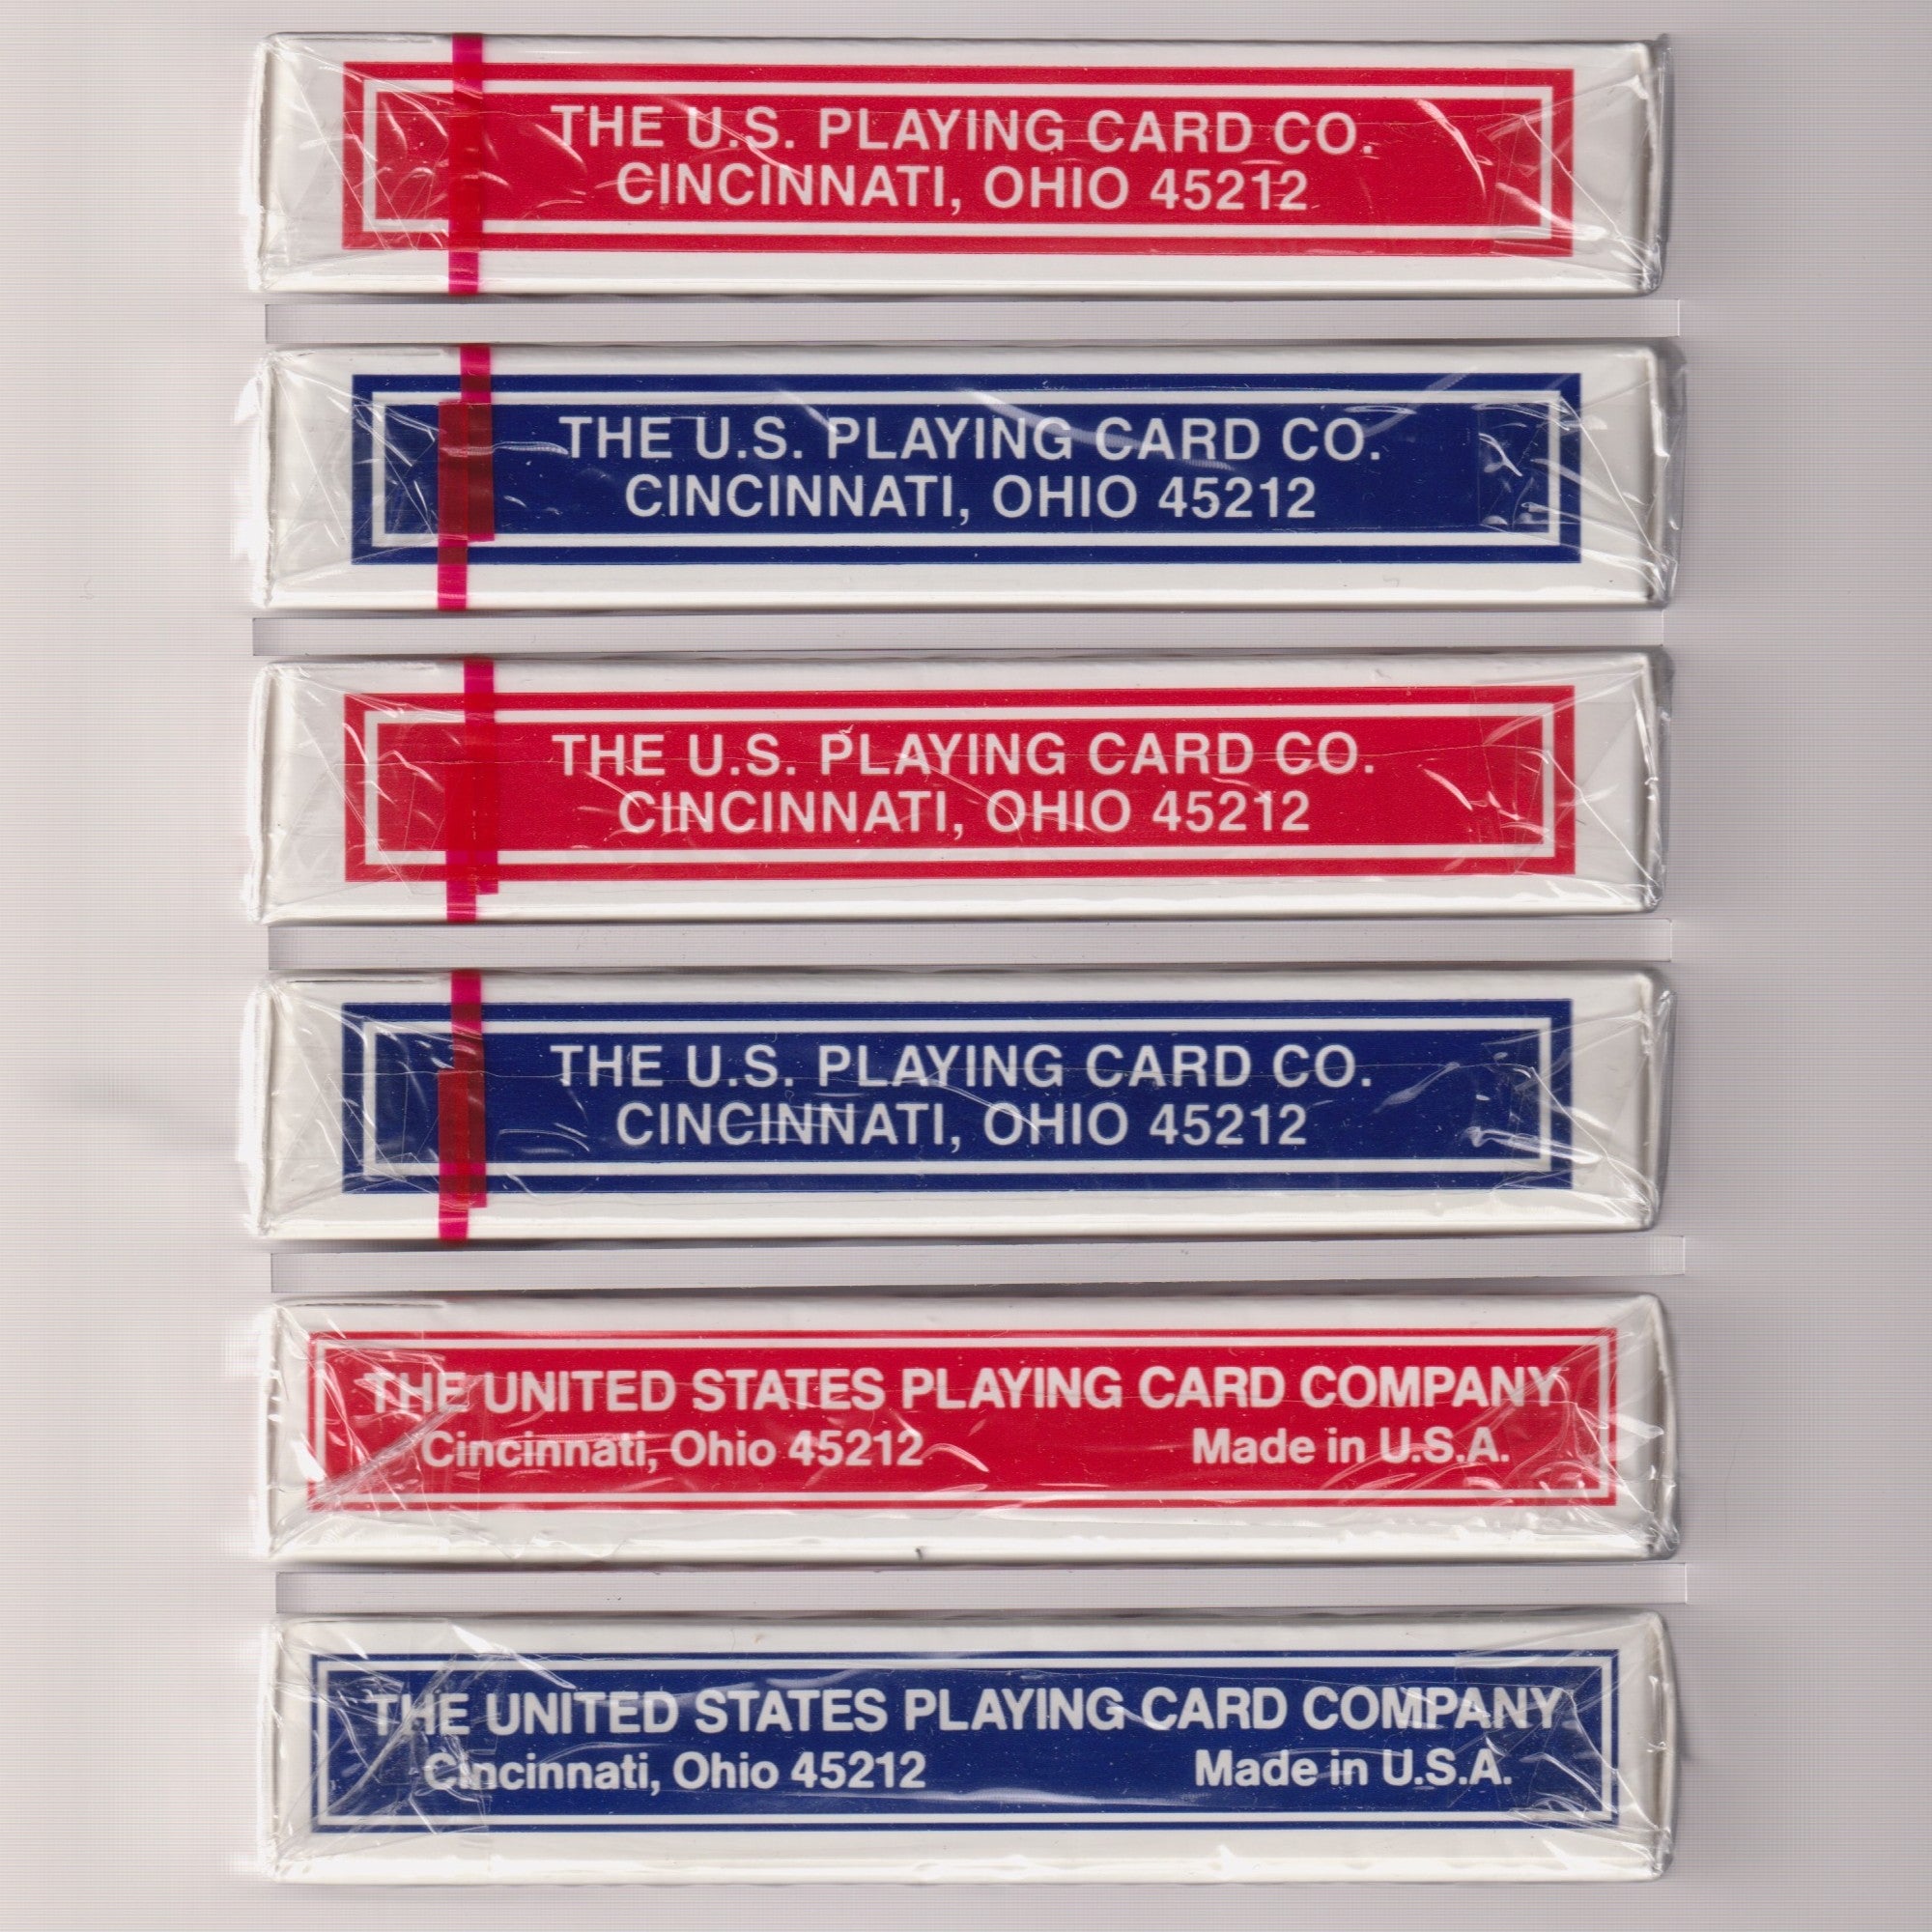 THE U.S. PLAYING CARD CO.
CINCINNATI, OHIO 45212
THE U.S. PLAYING CARD CO.
CINCINNATI, OHIO 45212
THE U.S. PLAYING CARD CO.
CINCINNATI, OHIO 45212
THE U.S. PLAYING CARD CO.
CINCINNATI, OHIO 45212
THE UNITED STATES PLAYING CARD COMPANY
Cincinnati, Ohio 45212 Made in U.S.A.
THE UNITED STATES PLAYING CARD COMPANY
Cincinnati, Ohio 45212 Made in U.S.A.